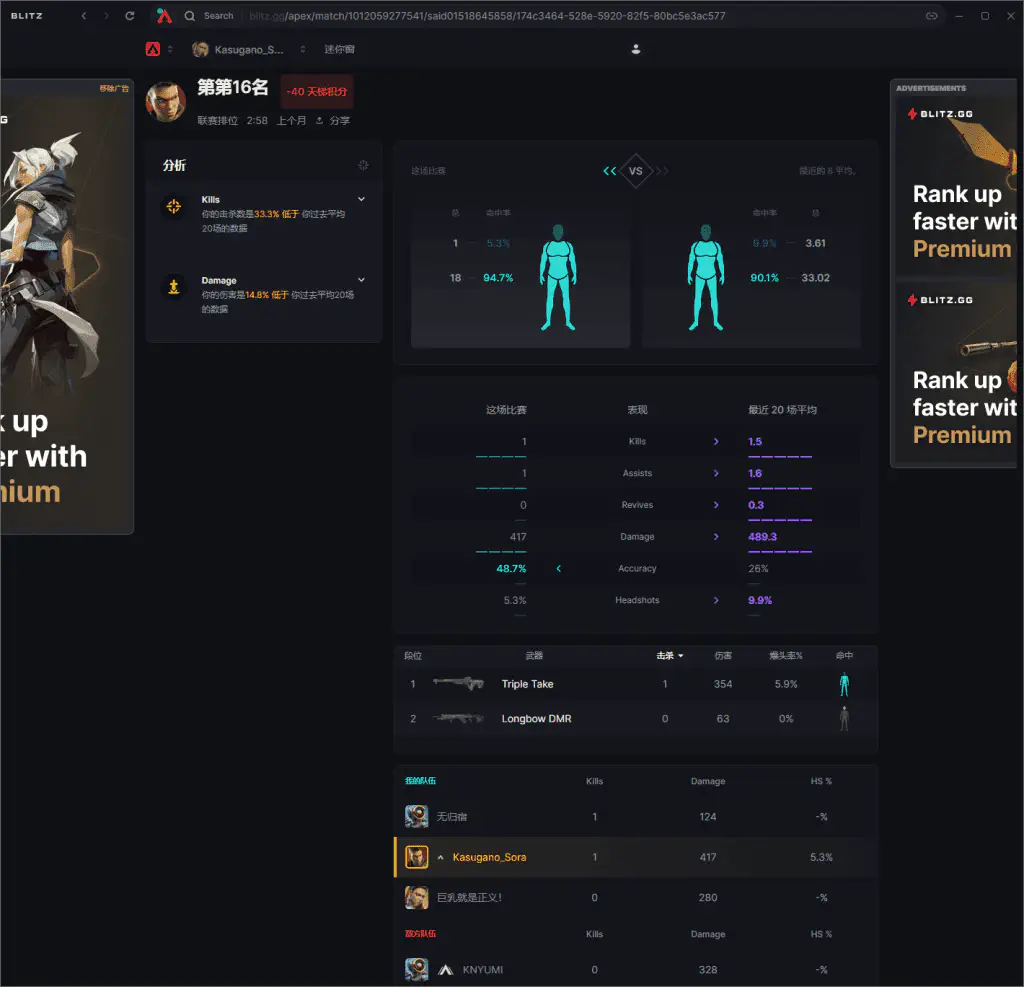 BLITZ
Search
blitz.gg/apex/match/1012059277541/said01518645858/174c3464-528e-5920-82f5-80bc5e3ac577
Kasugano_S...
迷你窗
移除广告
G
k up
er with
nium
第第16名
-40 天梯积分
联赛排位 2:58 上个月 分享
分析
Kills
你的击杀数是33.3% 低于 你过去平均
20场的数据
Damage
你的伤害是14.8% 低于 你过去平均20场
的数据
这场比赛
VS
最近的 8 平均。
总 命中率
1 5.3%
18 94.7%
命中率 总
9.9% 3.61
90.1% 33.02
这场比赛 表现 最近 20 场平均
1 Kills 1.5
1 Assists 1.6
0 Revives 0.3
417 Damage 489.3
48.7% Accuracy 26%
5.3% Headshots 9.9%
段位 武器 击杀 伤害 爆头率% 命中
1 Triple Take 1 354 5.9%
2 Longbow DMR 0 63 0%
我的队伍 Kills Damage HS %
无归宿 1 124 -%
Kasugano_Sora 1 417 5.3%
巨乳就是正义! 0 280 -%
敌方队伍 Kills Damage HS %
KNYUMI 0 328 -%
ADVERTISEMENTS
BLITZ.GG
Rank up
faster wit
Premium
BLITZ.GG
Rank up
faster wit
Premium